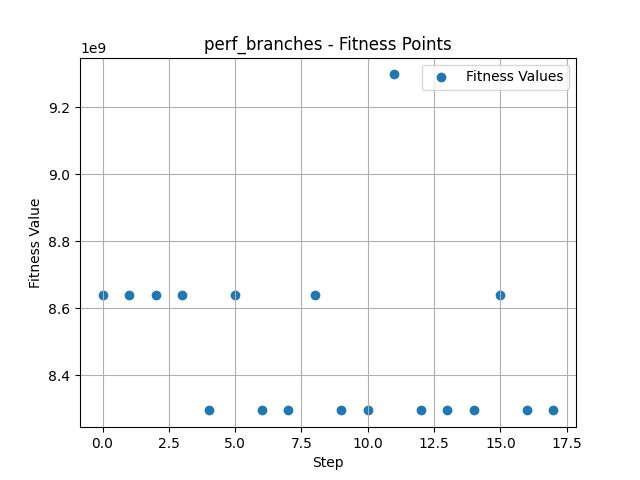 perf_branches - Fitness Points
1e9
Fitness Values
9.2
9.0
8.8
8.6
8.4
Fitness Value
0.0 2.5 5.0 7.5 10.0 12.5 15.0 17.5
Step